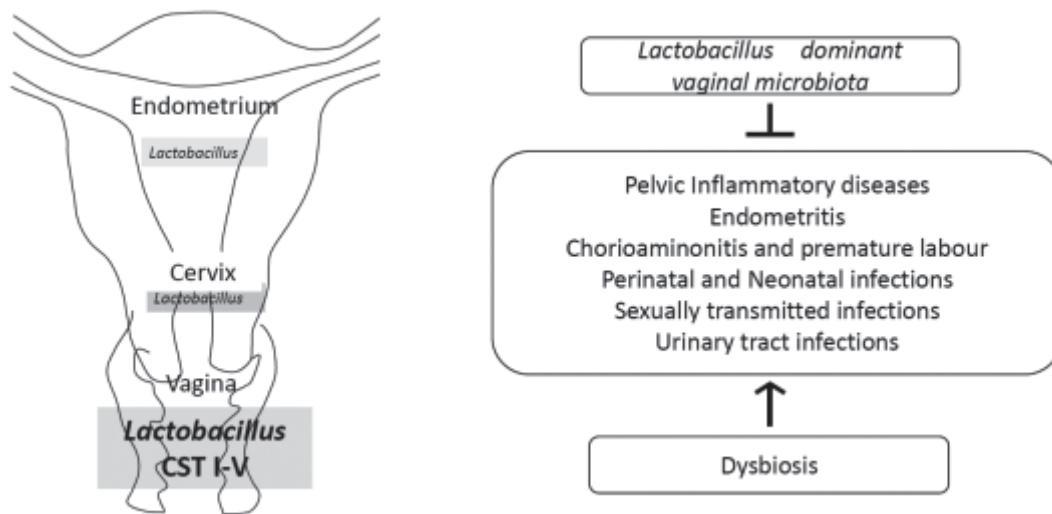 Endometrium
Lactobacillus
Cervix
Lactobacillus
Vagina
Lactobacillus
CST I-V
Lactobacillus dominant
vaginal microbiota
Pelvic Inflammatory diseases
Endometritis
Chorioaminonitis and premature labour
Perinatal and Neonatal infections
Sexually transmitted infections
Urinary tract infections
Dysbiosis